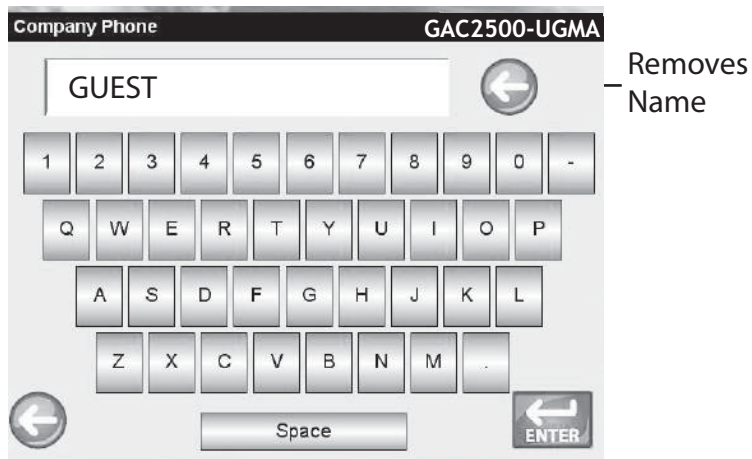 Company Phone GAC2500-UGMA
GUEST
Removes
Name
1 2 3 4 5 6 7 8 9 0 -
Q W E R T Y U I O P
A S D F G H J K L
Z X C V B N M .
Space
ENTER